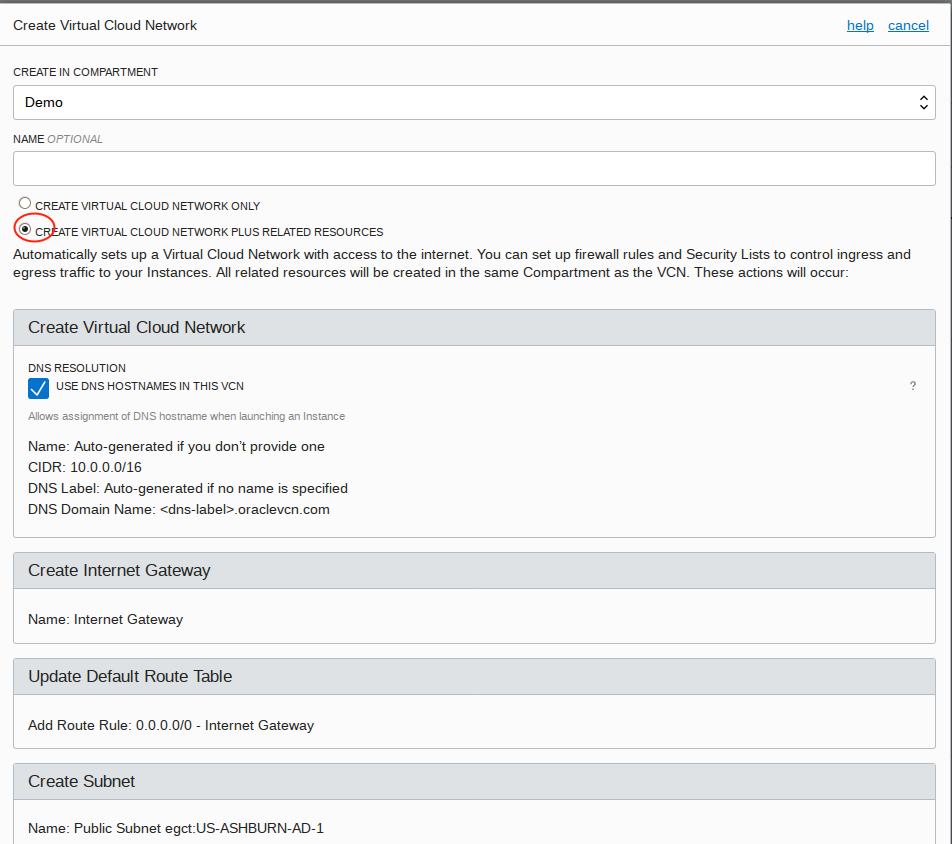 Create Virtual Cloud Network
help cancel
CREATE IN COMPARTMENT
Demo
NAME OPTIONAL
CREATE VIRTUAL CLOUD NETWORK ONLY
CREATE VIRTUAL CLOUD NETWORK PLUS RELATED RESOURCES
Automatically sets up a Virtual Cloud Network with access to the internet. You can set up firewall rules and Security Lists to control ingress and
egress traffic to your Instances. All related resources will be created in the same Compartment as the VCN. These actions will occur:
Create Virtual Cloud Network
DNS RESOLUTION
USE DNS HOSTNAMES IN THIS VCN
?
Allows assignment of DNS hostname when launching an Instance
Name: Auto-generated if you don’t provide one
CIDR: 10.0.0.0/16
DNS Label: Auto-generated if no name is specified
DNS Domain Name: <dns-label>.oraclevcn.com
Create Internet Gateway
Name: Internet Gateway
Update Default Route Table
Add Route Rule: 0.0.0.0/0 - Internet Gateway
Create Subnet
Name: Public Subnet egct:US-ASHBURN-AD-1